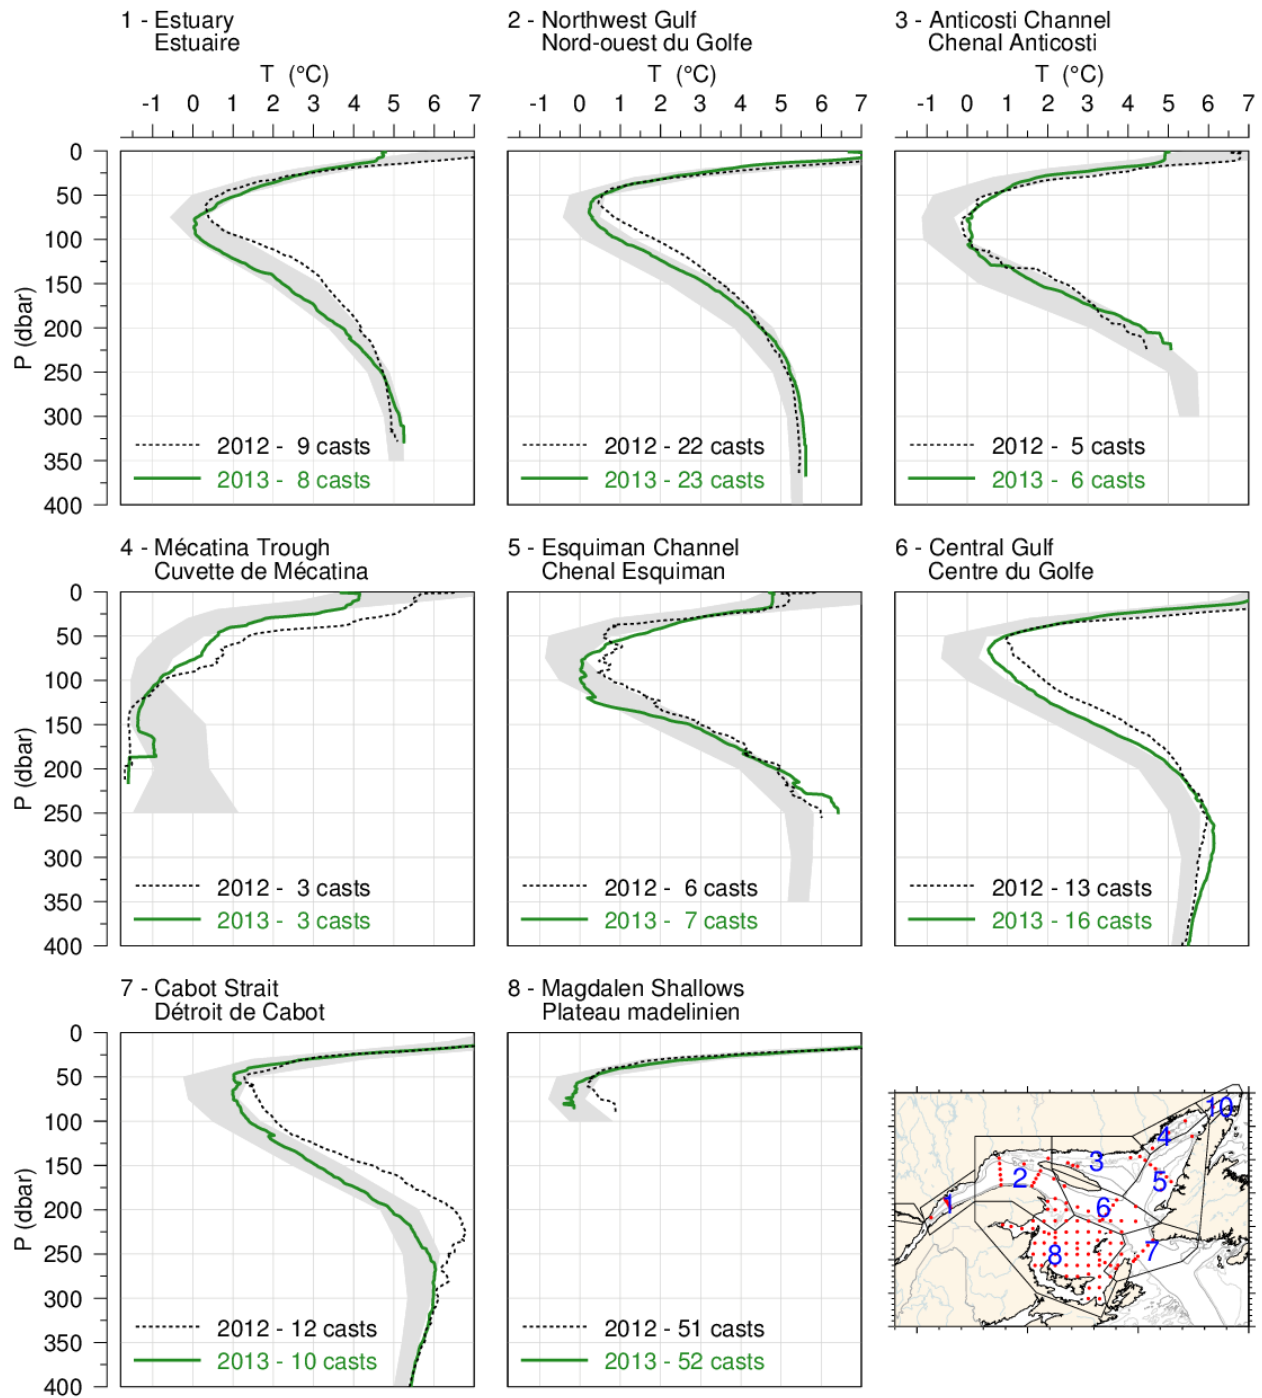 1 - Estuary
Estuaire
2 - Northwest Gulf
Nord-ouest du Golfe
3 - Anticosti Channel
Chenal Anticosti
T (°C)
T (°C)
T (°C)
-1 0 1 2 3 4 5 6 7
-1 0 1 2 3 4 5 6 7
-1 0 1 2 3 4 5 6 7
P (dbar)
0
50
100
150
200
250
300
350
400
2012 - 9 casts
2013 - 8 casts
2012 - 22 casts
2013 - 23 casts
2012 - 5 casts
2013 - 6 casts
4 - Mécatina Trough
Cuvette de Mécatina
5 - Esquiman Channel
Chenal Esquiman
6 - Central Gulf
Centre du Golfe
P (dbar)
0
50
100
150
200
250
300
350
400
2012 - 3 casts
2013 - 3 casts
2012 - 6 casts
2013 - 7 casts
2012 - 13 casts
2013 - 16 casts
7 - Cabot Strait
Détroit de Cabot
8 - Magdalen Shallows
Plateau madelinien
P (dbar)
0
50
100
150
200
250
300
350
400
2012 - 12 casts
2013 - 10 casts
2012 - 51 casts
2013 - 52 casts
10
4
3
2
5
1
6
8
7